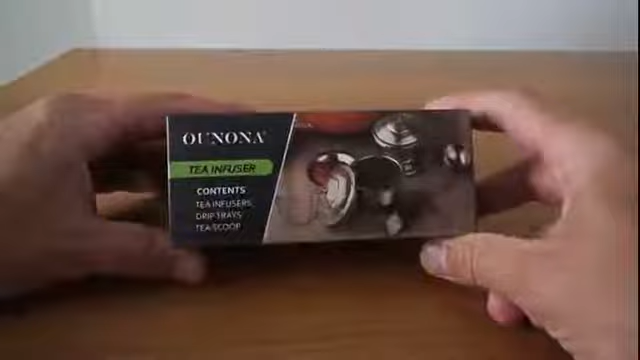 OUNONA
TEA INFUSER
CONTENTS
TEA INFUSERS
DRIP TRAYS
TEA SCOOP